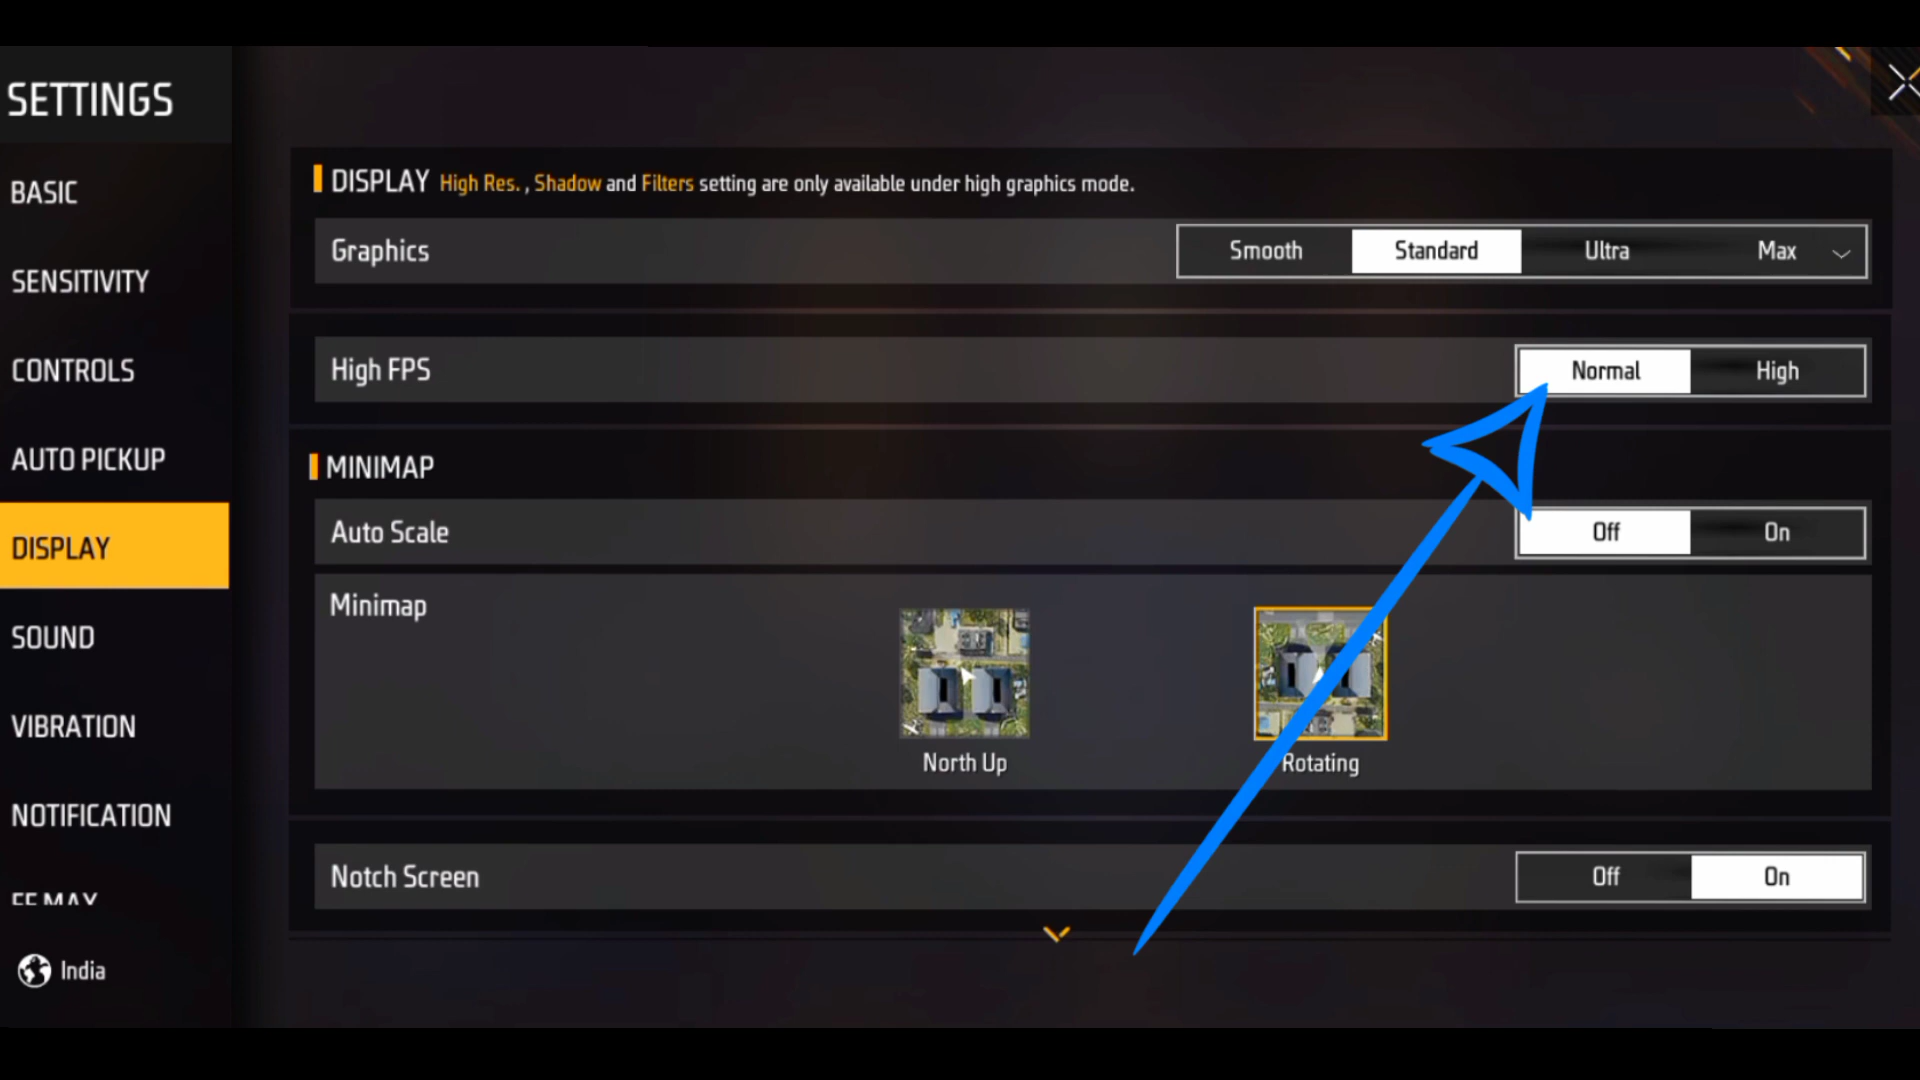 SETTINGS
BASIC
SENSITIVITY
CONTROLS
AUTO PICKUP
DISPLAY
SOUND
VIBRATION
NOTIFICATION
FF MAX
India
DISPLAY High Res. , Shadow and Filters setting are only available under high graphics mode.
Graphics Smooth Standard Ultra Max
High FPS Normal High
MINIMAP
Auto Scale Off On
Minimap
North Up Rotating
Notch Screen Off On